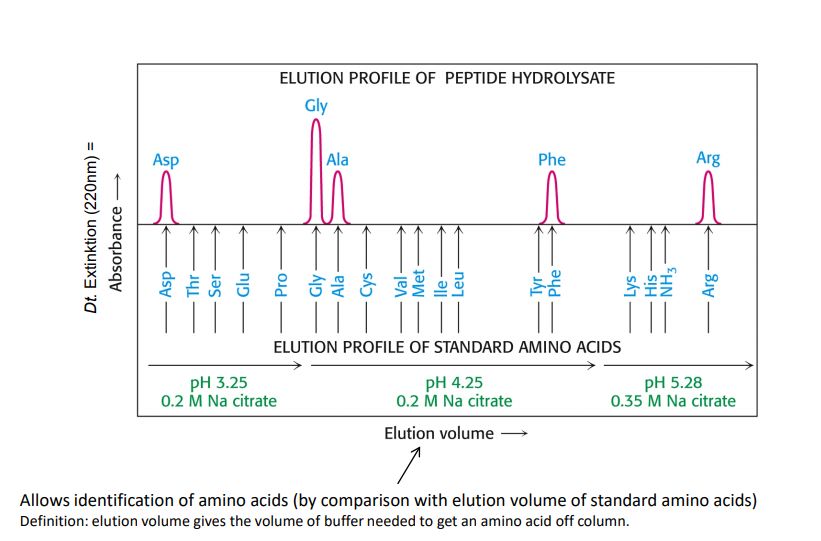 ELUTION PROFILE OF PEPTIDE HYDROLYSATE
Gly
Asp
Ala
Phe
Arg
Dt. Extinktion (220nm) =
Absorbance
Asp
Thr
Ser
Glu
Pro
Gly
Ala
Cys
Val
Met
Ile
Leu
Tyr
Phe
Lys
His
NH3
Arg
ELUTION PROFILE OF STANDARD AMINO ACIDS
pH 3.25
0.2 M Na citrate
pH 4.25
0.2 M Na citrate
pH 5.28
0.35 M Na citrate
Elution volume
Allows identification of amino acids (by comparison with elution volume of standard amino acids)
Definition: elution volume gives the volume of buffer needed to get an amino acid off column.